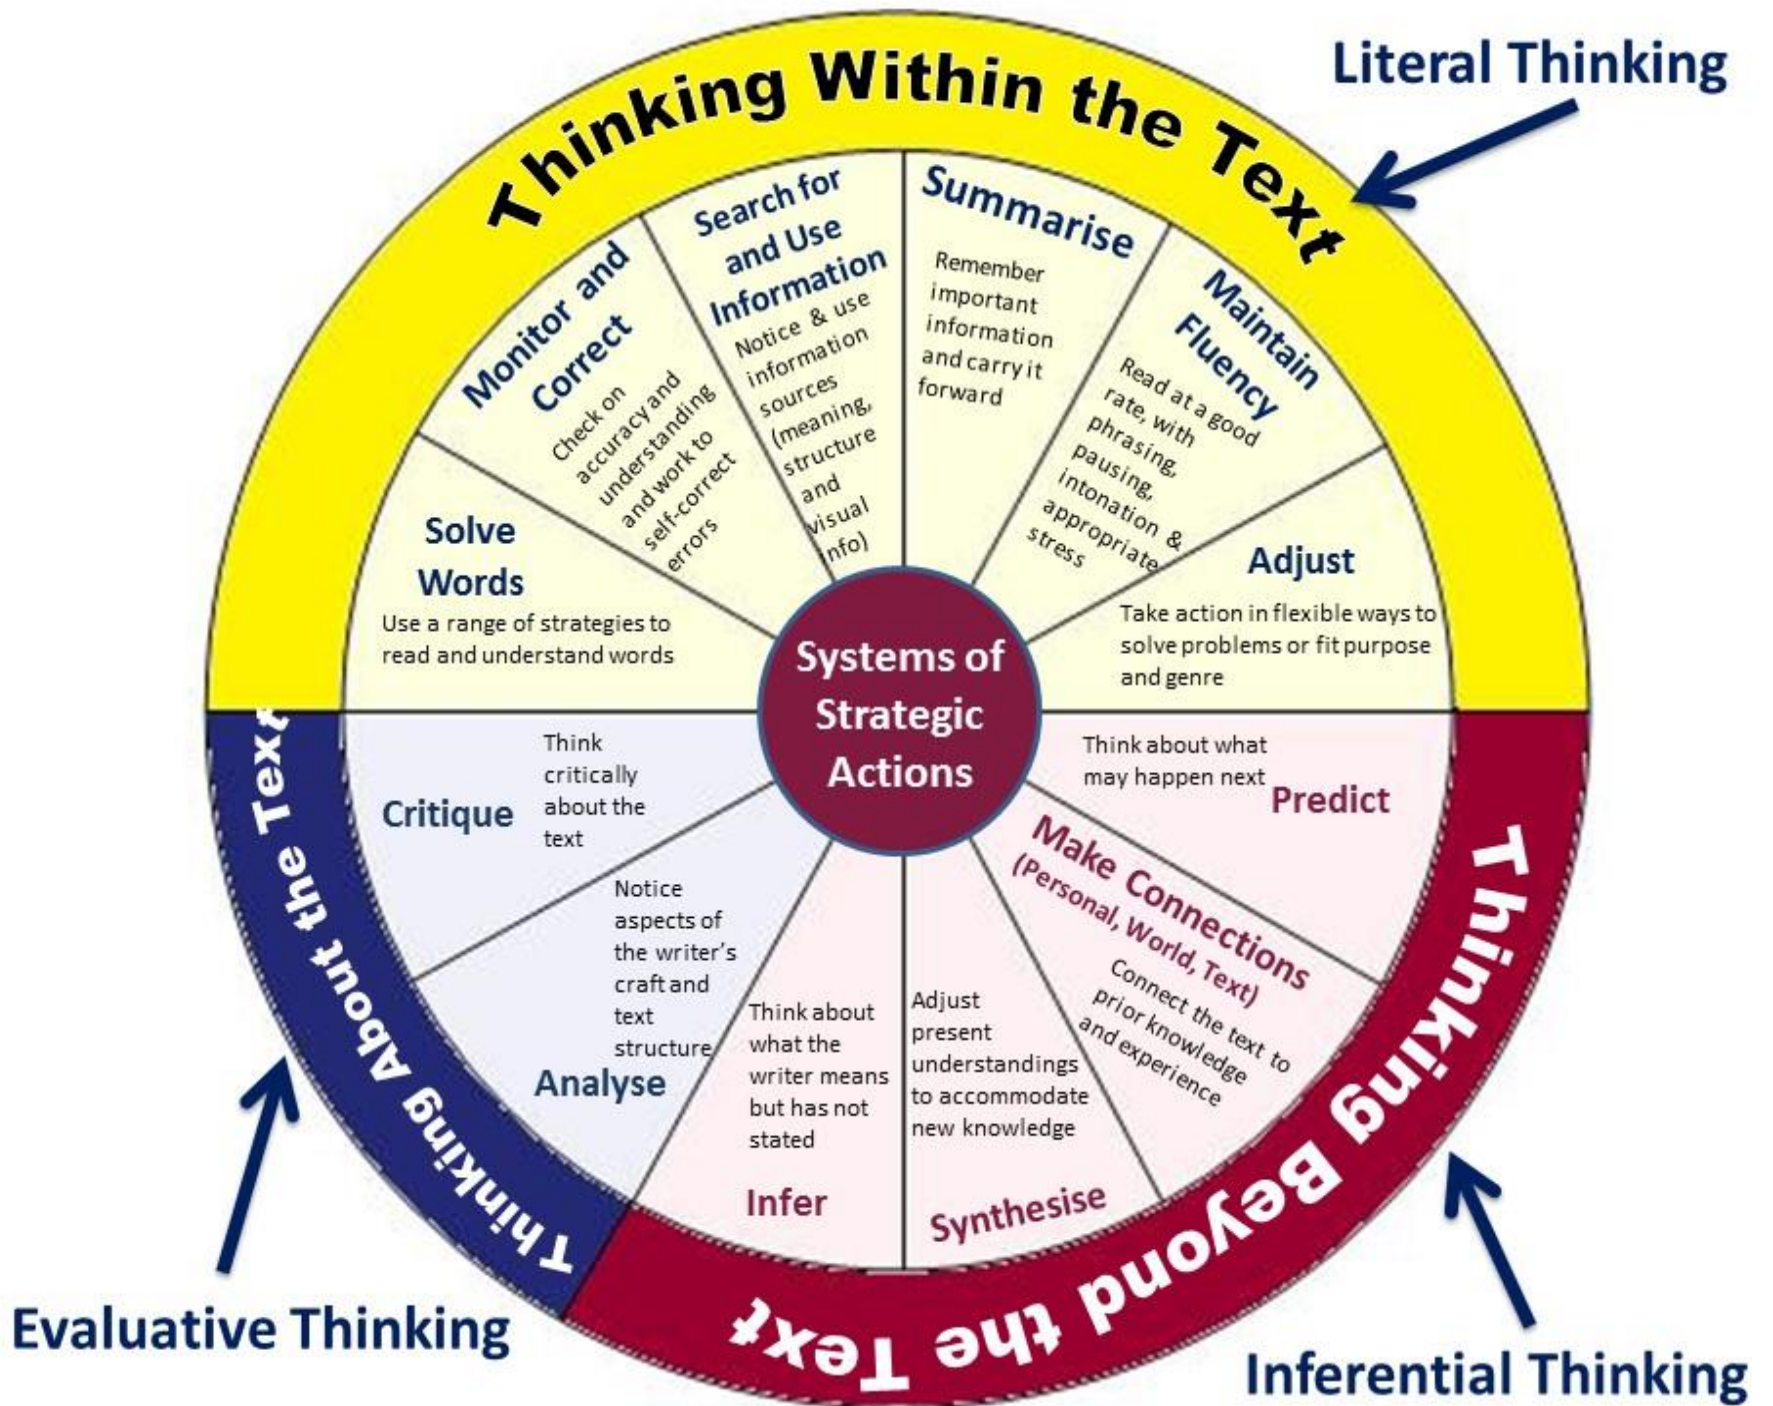 Literal Thinking
Thinking Within the Text
Solve
Words
Use a range of strategies to
read and understand words
Monitor and
Correct
Check on
accuracy and
understanding
and work to
self-correct
errors
Search for
and Use
Information
Notice & use
information
sources
(meaning,
structure
and
visual
info)
Summarise
Remember
important
information
and carry it
forward
Maintain
Fluency
Read at a good
rate, with
phrasing,
pausing,
intonation &
appropriate
stress
Adjust
Take action in flexible ways to
solve problems or fit purpose
and genre
Systems of
Strategic
Actions
Thinking Beyond the Text
Think about what
may happen next
Predict
Make Connections
(Personal, World, Text)
Connect the text to
prior knowledge
and experience
Adjust
present
understandings
to accommodate
new knowledge
Synthesise
Think about
what the
writer means
but has not
stated
Infer
Thinking About the Text
Notice
aspects of
the writer's
craft and
text
structure
Analyse
Critique
Think
critically
about the
text
Evaluative Thinking
Inferential Thinking